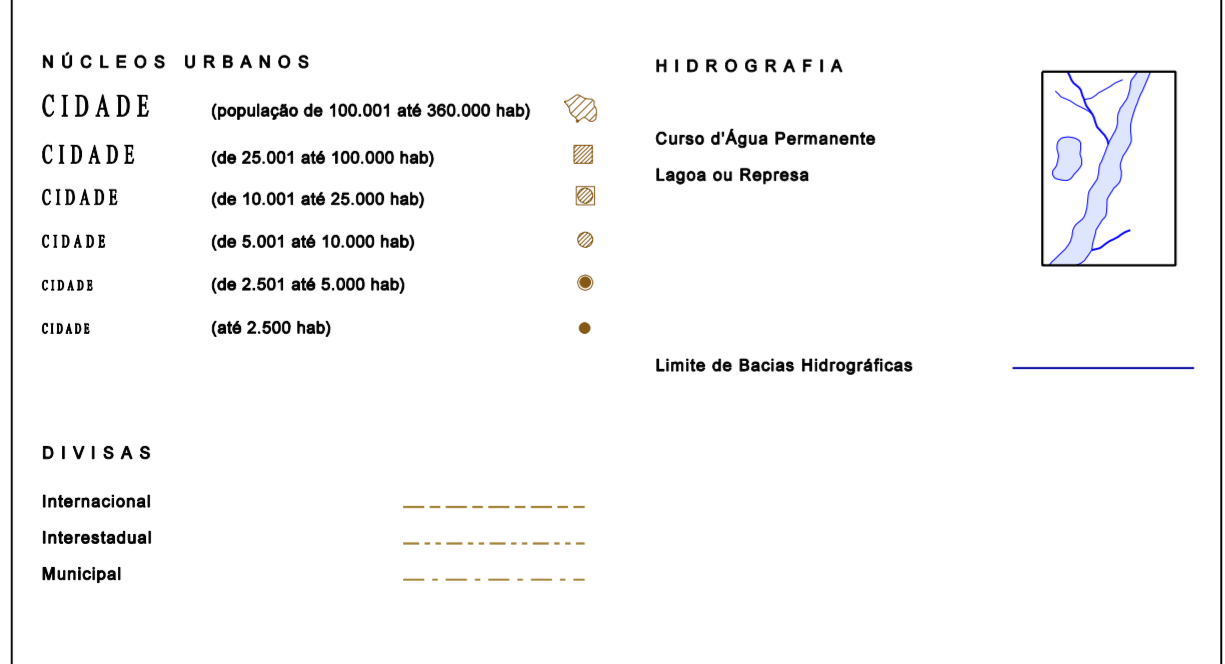 NÚCLEOS URBANOS
CIDADE (população de 100.001 até 360.000 hab)
CIDADE (de 25.001 até 100.000 hab)
CIDADE (de 10.001 até 25.000 hab)
CIDADE (de 5.001 até 10.000 hab)
CIDADE (de 2.501 até 5.000 hab)
CIDADE (até 2.500 hab)
DIVISAS
Internacional
Interestadual
Municipal
HIDROGRAFIA
Curso d'Água Permanente
Lagoa ou Represa
Limite de Bacias Hidrográficas